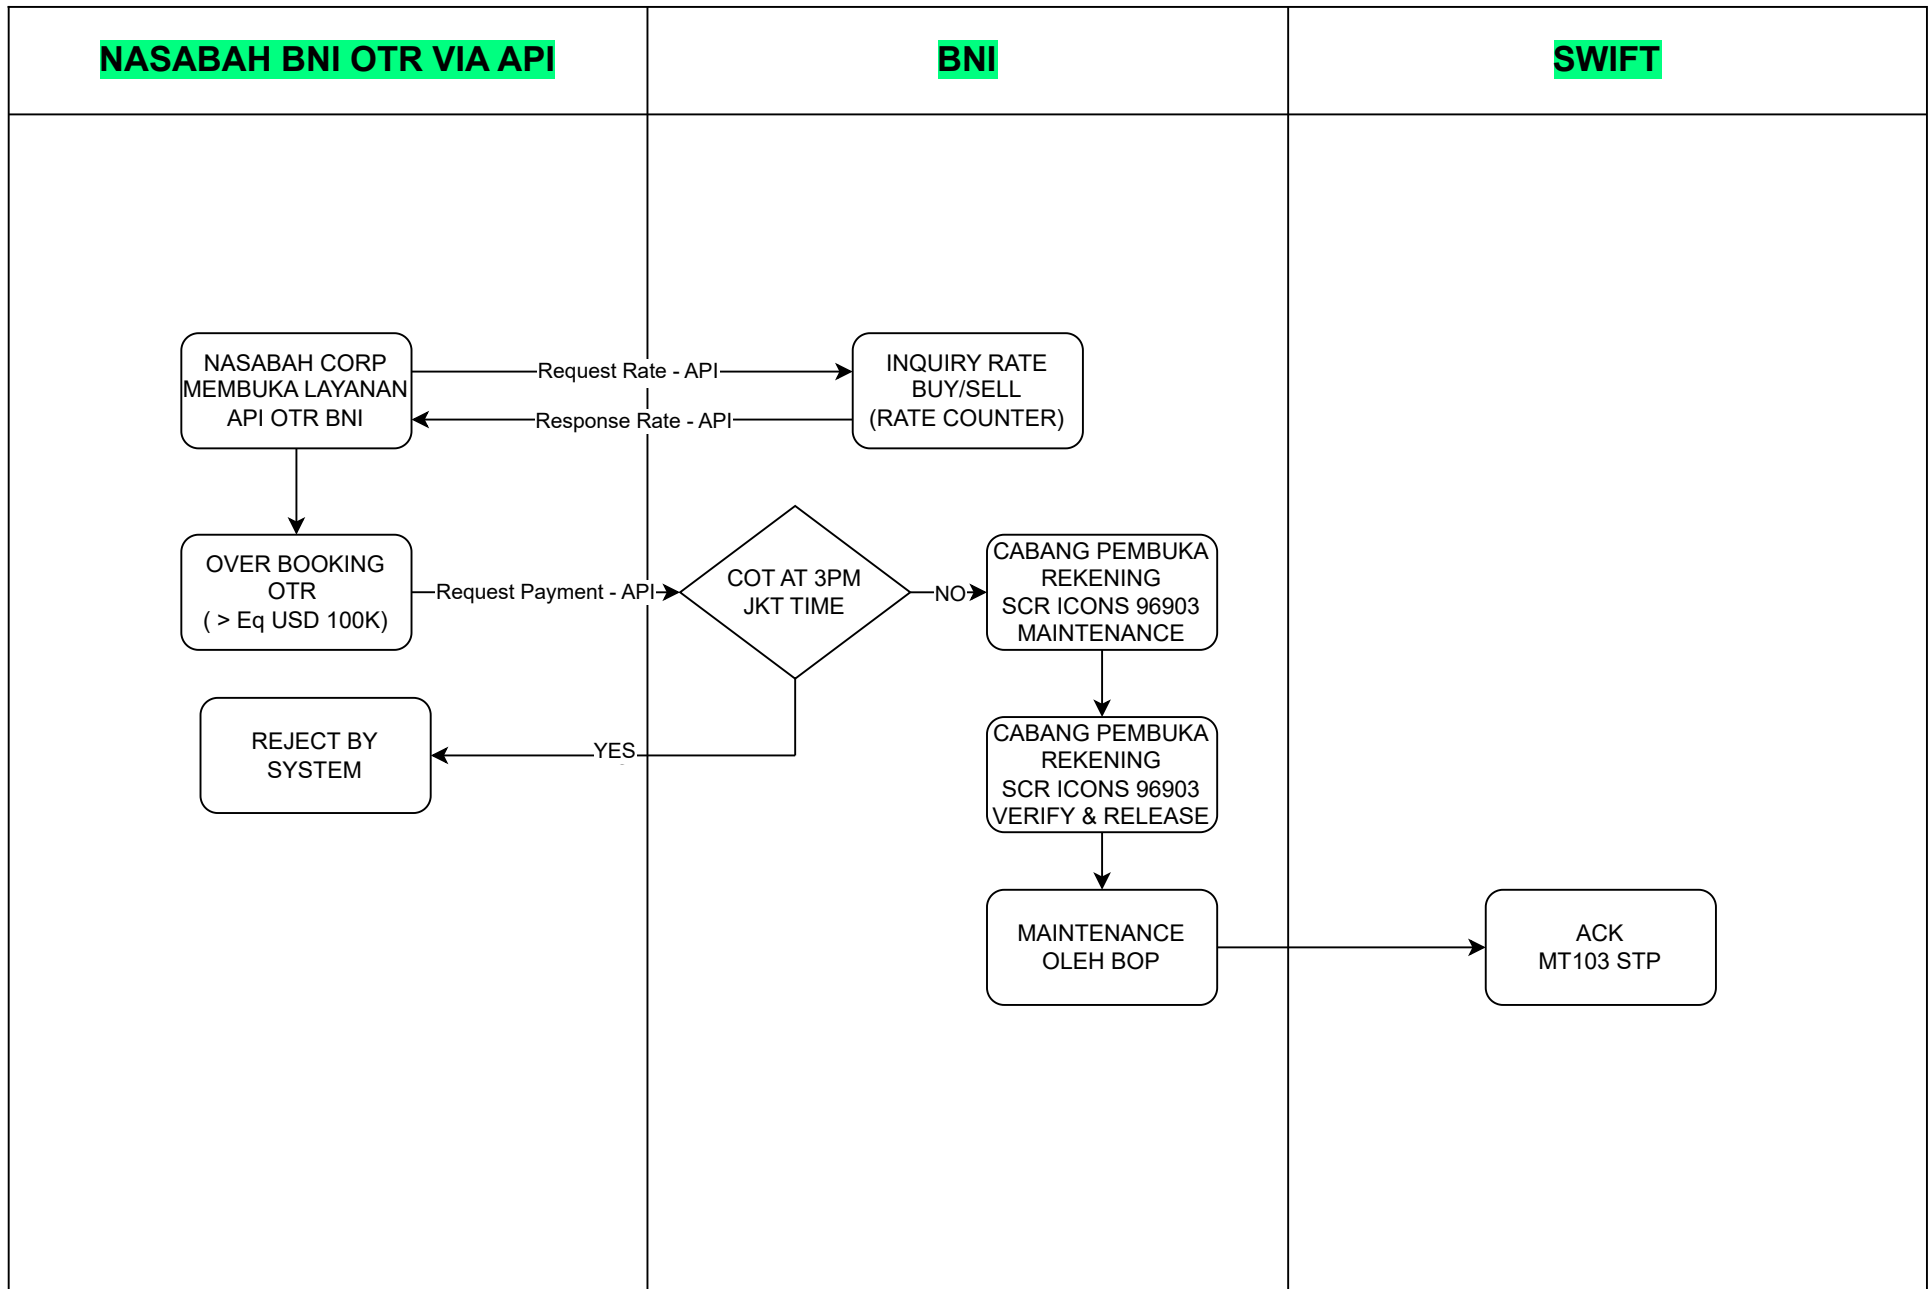 NASABAH BNI OTR VIA API
BNI
SWIFT
NASABAH CORP
MEMBUKA LAYANAN
API OTR BNI
Request Rate - API
Response Rate - API
INQUIRY RATE
BUY/SELL
(RATE COUNTER)
OVER BOOKING
OTR
( > Eq USD 100K)
Request Payment - API
COT AT 3PM
JKT TIME
NO
CABANG PEMBUKA
REKENING
SCR ICONS 96903
MAINTENANCE
YES
REJECT BY
SYSTEM
CABANG PEMBUKA
REKENING
SCR ICONS 96903
VERIFY & RELEASE
MAINTENANCE
OLEH BOP
ACK
MT103 STP